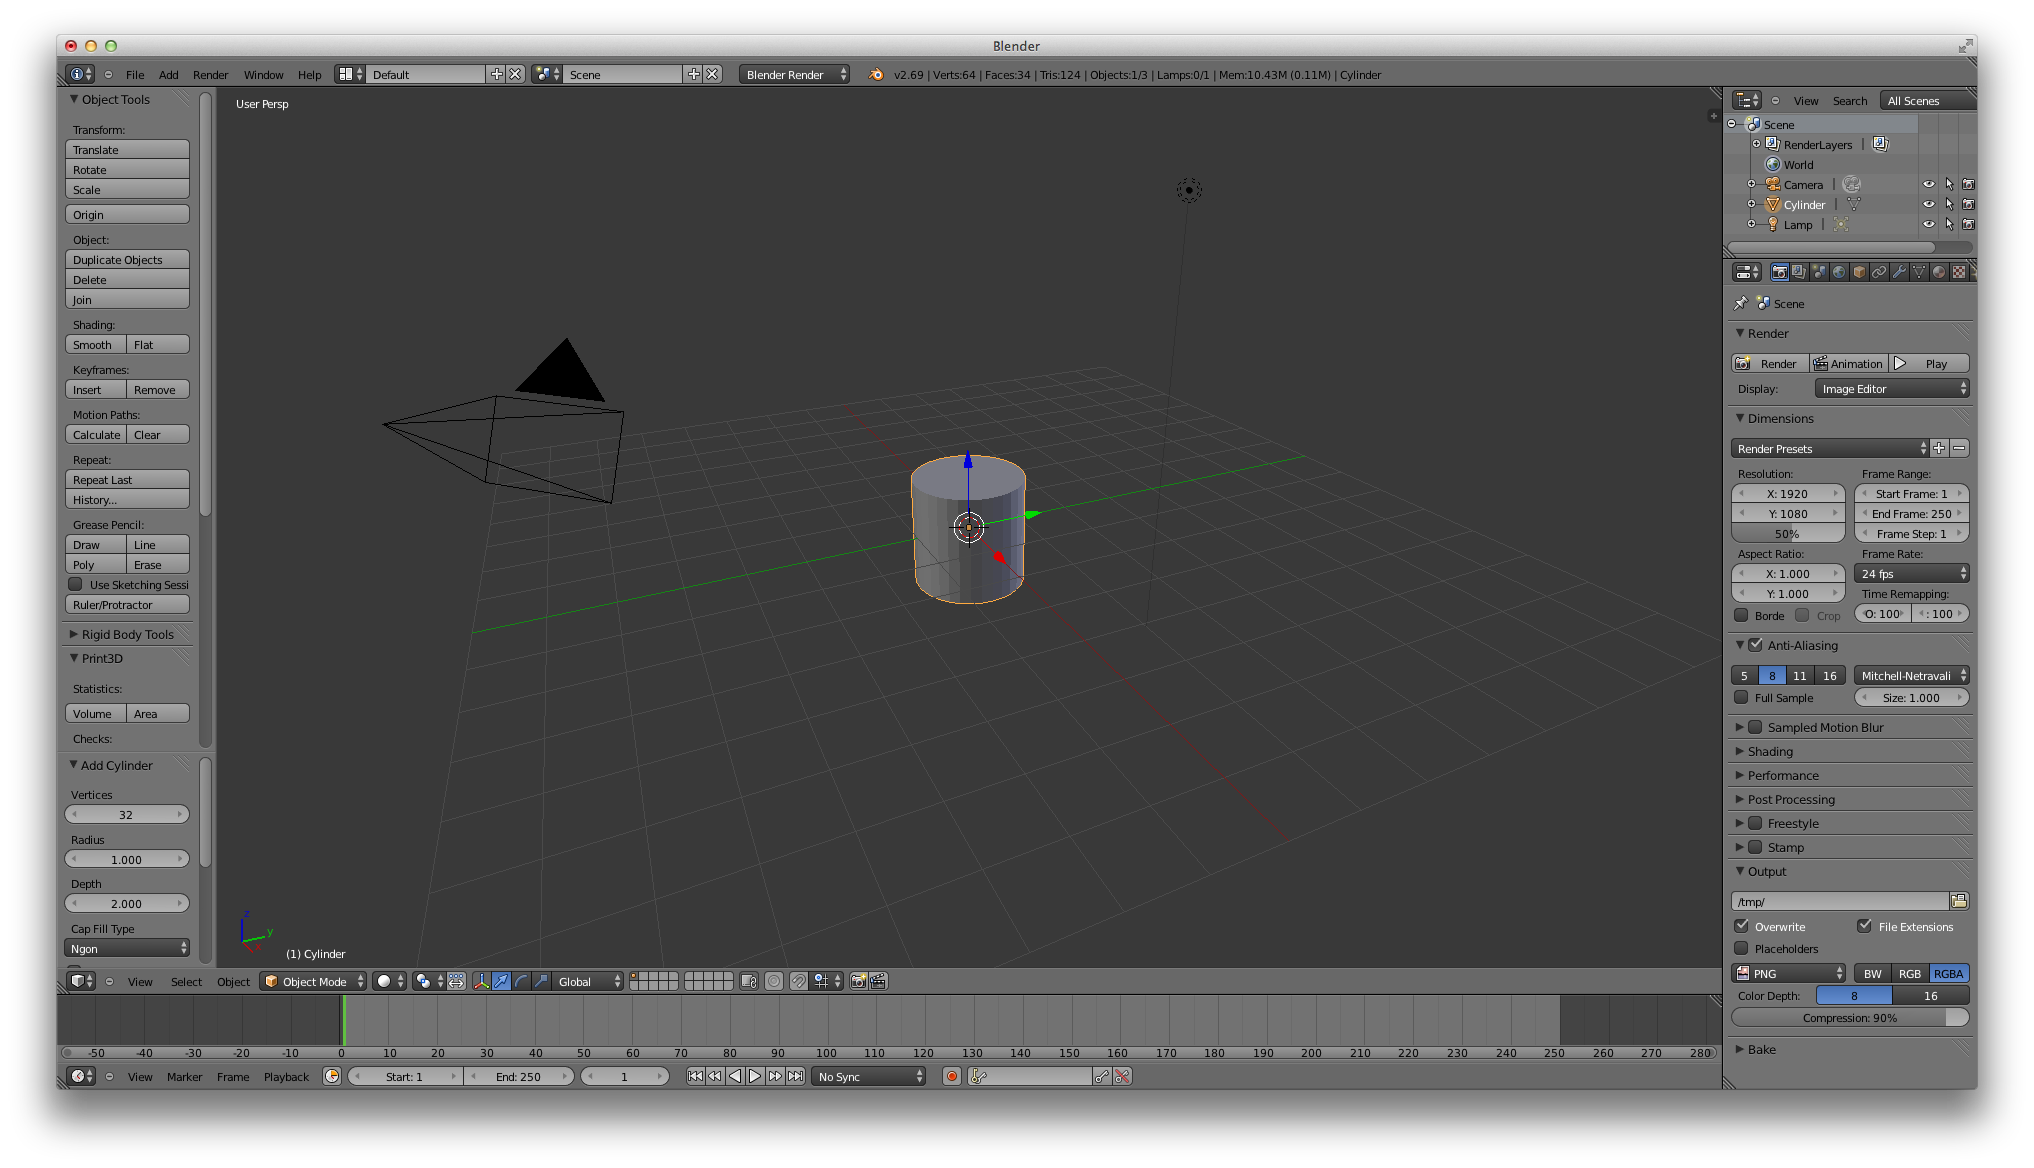 Blender
File Add Render Window Help Default Scene Blender Render v2.69 | Verts:64 | Faces:34 | Tris:124 | Objects:1/3 | Lamps:0/1 | Mem:10.43M (0.11M) | Cylinder
Object Tools
Transform:
Translate
Rotate
Scale
Origin
Object:
Duplicate Objects
Delete
Join
Shading:
Smooth Flat
Keyframes:
Insert Remove
Motion Paths:
Calculate Clear
Repeat:
Repeat Last
History...
Grease Pencil:
Draw Line
Poly Erase
Use Sketching Sessi
Ruler/Protractor
Rigid Body Tools
Print3D
Statistics:
Volume Area
Checks:
Add Cylinder
Vertices
32
Radius
1.000
Depth
2.000
Cap Fill Type
Ngon
User Persp
z
y
(1) Cylinder
View Select Object Object Mode Global
-50 -40 -30 -20 -10 0 10 20 30 40 50 60 70 80 90 100 110 120 130 140 150 160 170 180 190 200 210 220 230 240 250 260 270 280
View Marker Frame Playback Start: 1 End: 250 1 No Sync
View Search All Scenes
Scene
RenderLayers |
World
Camera |
Cylinder |
Lamp |
Scene
Render
Render Animation Play
Display: Image Editor
Dimensions
Render Presets
Resolution: Frame Range:
X: 1920 Start Frame: 1
Y: 1080 End Frame: 250
50% Frame Step: 1
Aspect Ratio: Frame Rate:
X: 1.000 24 fps
Y: 1.000 Time Remapping:
Borde Crop O: 100 : 100
Anti-Aliasing
5 8 11 16 Mitchell-Netravali
Full Sample Size: 1.000
Sampled Motion Blur
Shading
Performance
Post Processing
Freestyle
Stamp
Output
/tmp/
Overwrite File Extensions
Placeholders
PNG BW RGB RGBA
Color Depth: 8 16
Compression: 90%
Bake